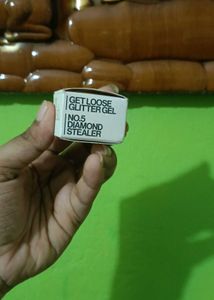 GET LOOSE
GLITTER GEL
NO.5
DIAMOND
STEALER